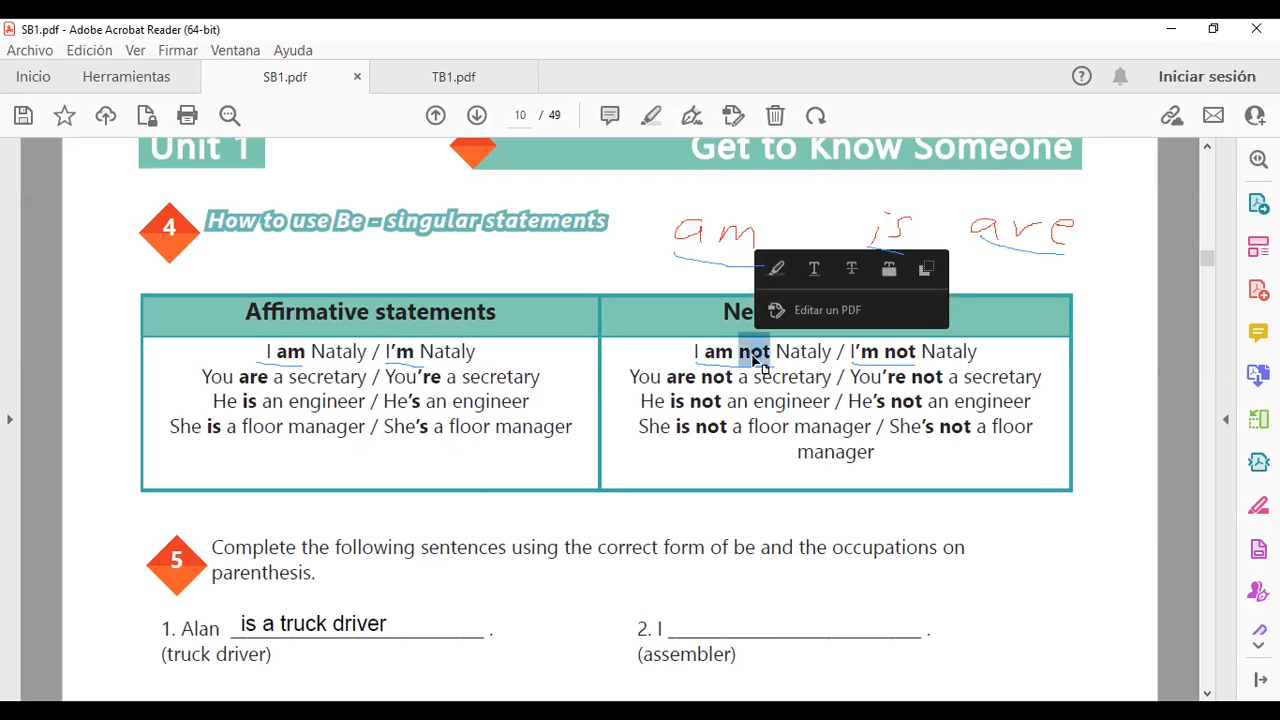 SB1.pdf - Adobe Acrobat Reader (64-bit)
Archivo Edición Ver Firmar Ventana Ayuda
Inicio Herramientas SB1.pdf × TB1.pdf ? Iniciar sesión
10 / 49
Unit 1 Get to Know Someone
4 How to use Be – singular statements am is are
Editar un PDF
Affirmative statements Ne
I am Nataly / I'm Nataly
You are a secretary / You're a secretary
He is an engineer / He's an engineer
She is a floor manager / She's a floor manager
I am not Nataly / I'm not Nataly
You are not a secretary / You're not a secretary
He is not an engineer / He's not an engineer
She is not a floor manager / She's not a floor
manager
5 Complete the following sentences using the correct form of be and the occupations on
parenthesis.
1. Alan is a truck driver .
(truck driver)
2. I ________________________ .
(assembler)